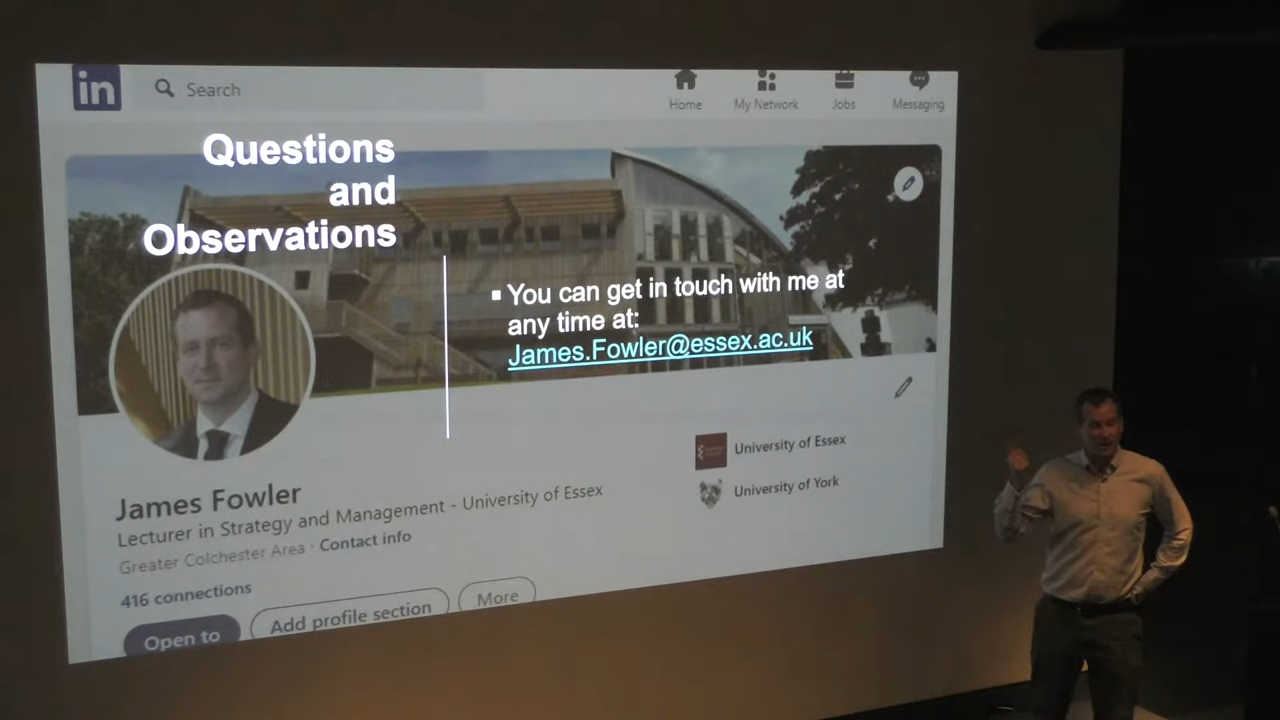 in
Search
Home
My Network
Jobs
Messaging
Questions
and
Observations
▪ You can get in touch with me at
any time at:
James.Fowler@essex.ac.uk
University of Essex
University of York
James Fowler
Lecturer in Strategy and Management - University of Essex
Greater Colchester Area · Contact info
416 connections
Open to
Add profile section
More